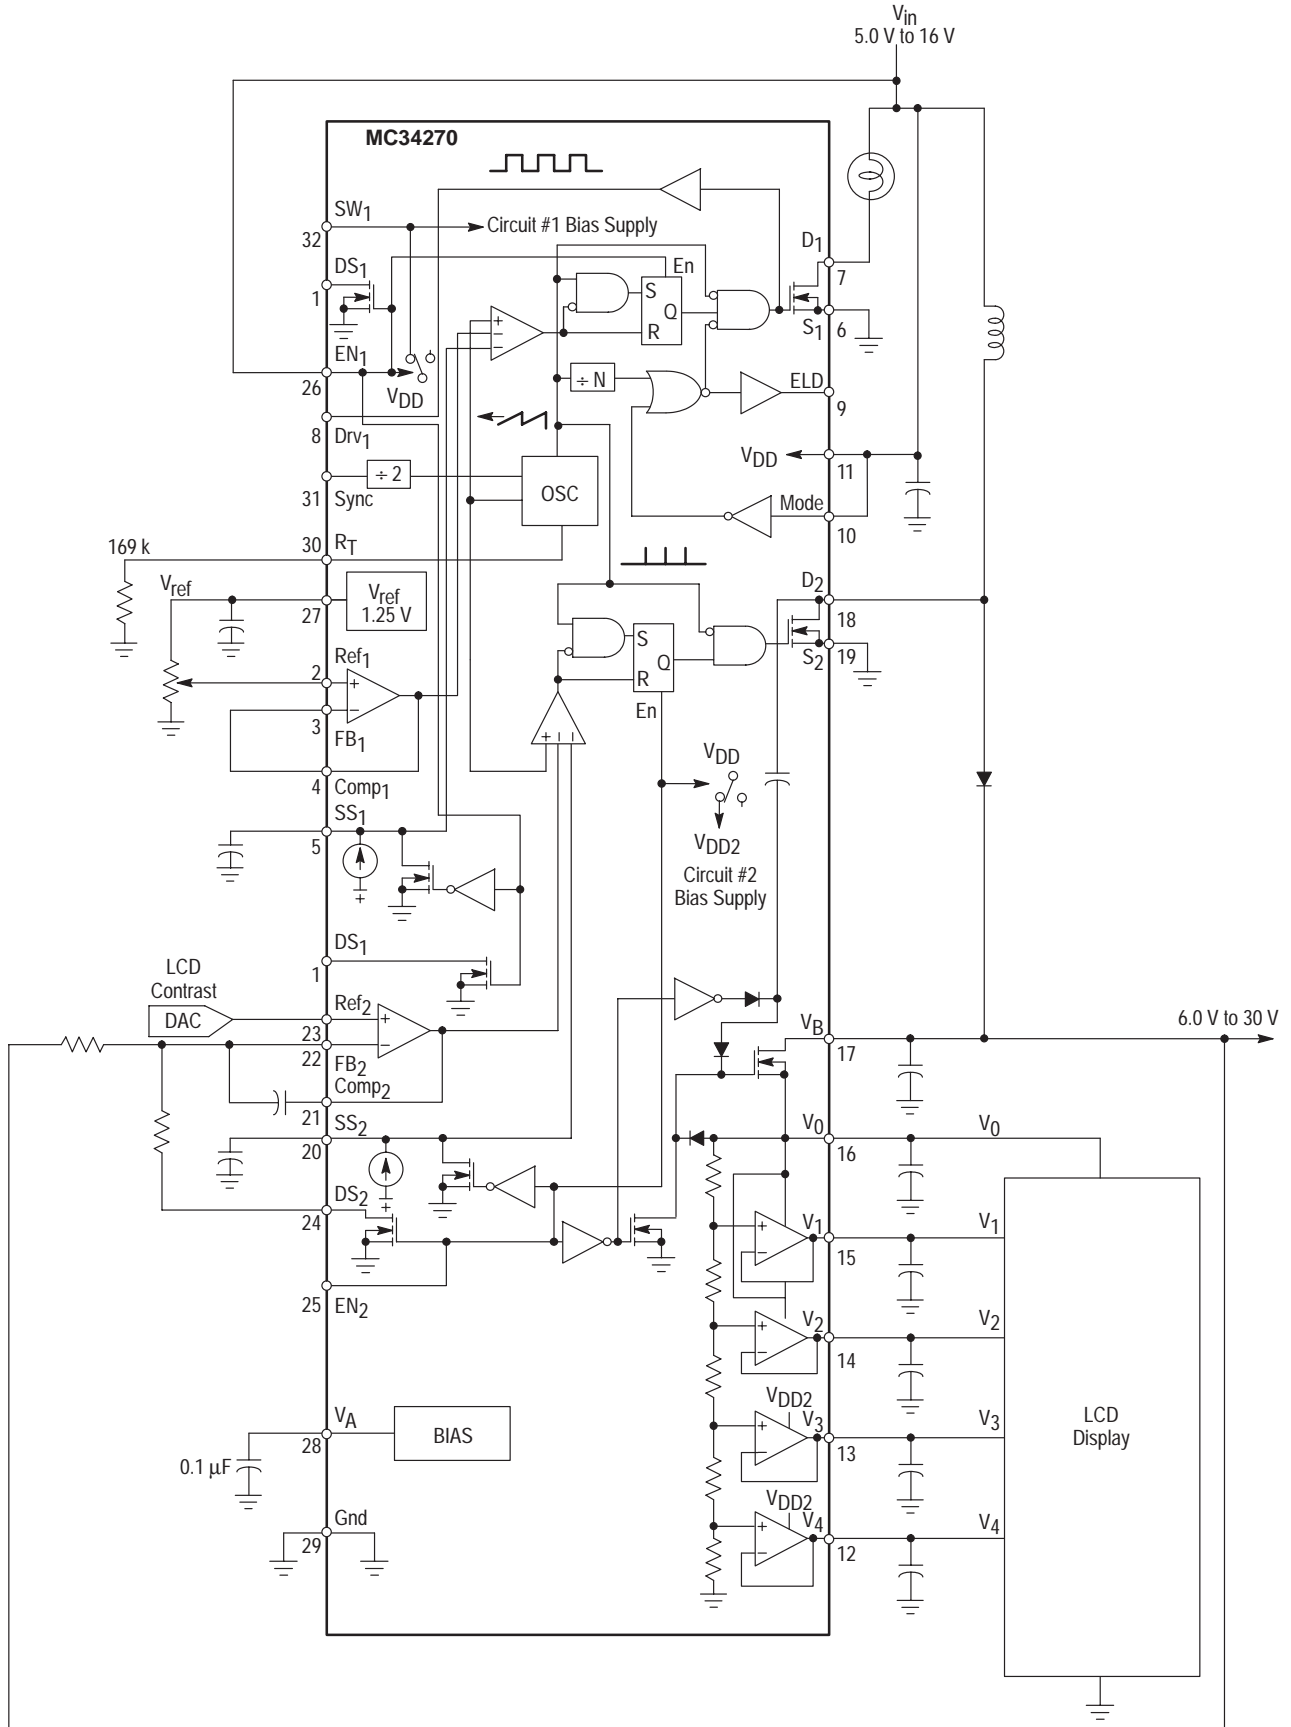 Vin
5.0 V to 16 V
MC34270
SW1
32
Circuit #1 Bias Supply
D1
7
DS1
1
En
S
Q
R
S1
6
+
−
−
EN1
26
VDD
÷ N
ELD
9
8
Drv1
VDD
11
÷ 2
31
Sync
OSC
Mode
10
169 k
30
RT
Vref
27
Vref
1.25 V
D2
18
S
Q
R
S2
19
En
Ref1
2
+
−
3
FB1
+ − −
VDD
4
Comp1
SS1
5
VDD2
Circuit #2
Bias Supply
+
DS1
1
LCD
Contrast
DAC
Ref2
23
+
−
22
FB2
Comp2
21
VB
17
6.0 V to 30 V
SS2
20
V0
16
V0
+
DS2
24
+
−
V1
15
V1
25
EN2
+
−
V2
14
V2
VDD2
+
−
V3
13
V3
LCD
Display
VA
28
BIAS
0.1 µF
VDD2
+
−
V4
12
V4
Gnd
29